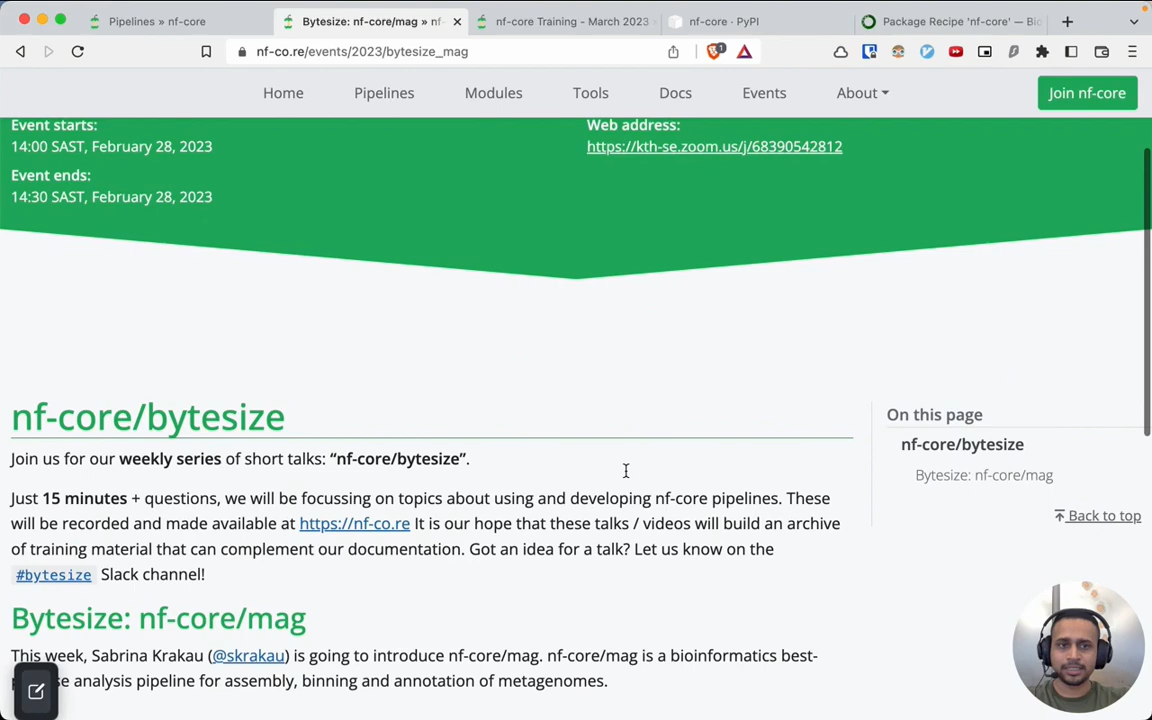 Pipelines » nf-core
Bytesize: nf-core/mag » nf-
nf-core Training - March 2023
nf-core · PyPI
Package Recipe 'nf-core' — Bio
nf-co.re/events/2023/bytesize_mag
1
Home
Pipelines
Modules
Tools
Docs
Events
About
Join nf-core
Event starts:
14:00 SAST, February 28, 2023
Event ends:
14:30 SAST, February 28, 2023
Web address:
https://kth-se.zoom.us/j/68390542812
nf-core/bytesize
Join us for our weekly series of short talks: “nf-core/bytesize”.
Just 15 minutes + questions, we will be focussing on topics about using and developing nf-core pipelines. These
will be recorded and made available at https://nf-co.re It is our hope that these talks / videos will build an archive
of training material that can complement our documentation. Got an idea for a talk? Let us know on the
#bytesize Slack channel!
Bytesize: nf-core/mag
This week, Sabrina Krakau (@skrakau) is going to introduce nf-core/mag. nf-core/mag is a bioinformatics best-
analysis pipeline for assembly, binning and annotation of metagenomes.
On this page
nf-core/bytesize
Bytesize: nf-core/mag
Back to top